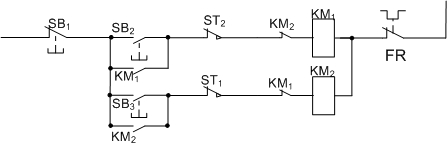 SB₁ SB₂ ST₂ KM₂ KM₁
KM₁ FR
SB₃ ST₁ KM₁ KM₂
KM₂